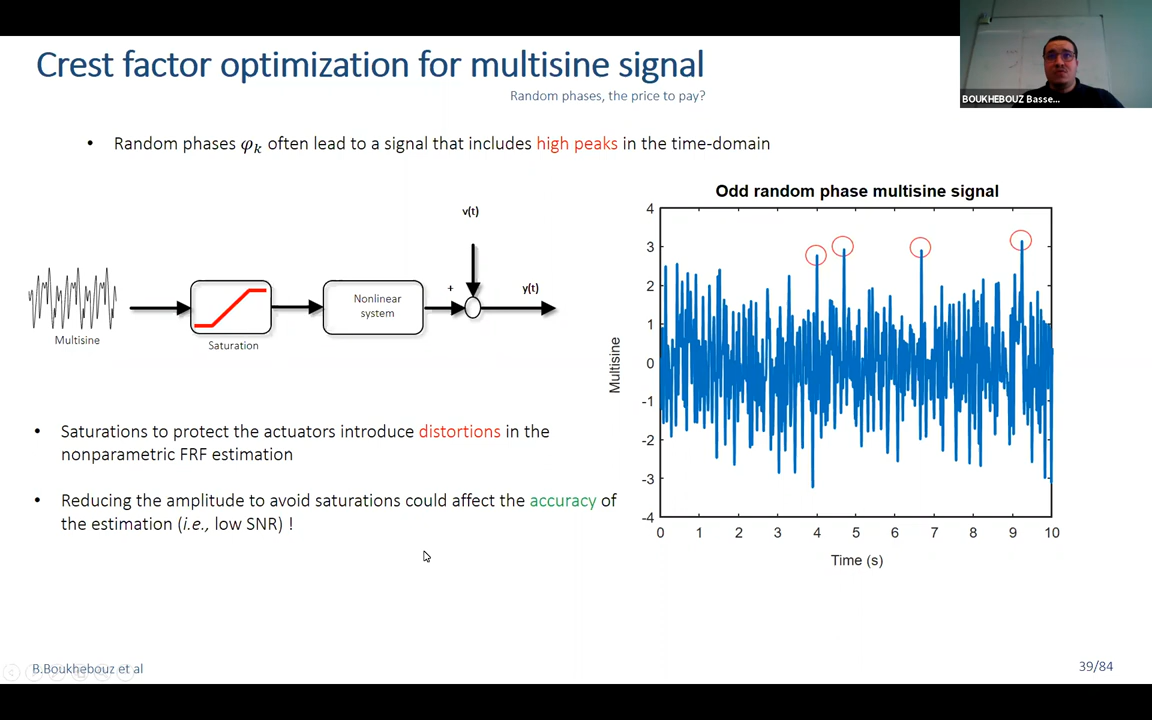 Crest factor optimization for multisine signal
Random phases, the price to pay?
BOUKHEBOUZ Basse...
• Random phases φₖ often lead to a signal that includes high peaks in the time-domain
v(t)
+
y(t)
Nonlinear
system
Multisine
Saturation
Odd random phase multisine signal
4
3
2
1
0
-1
-2
-3
-4
Multisine
0 1 2 3 4 5 6 7 8 9 10
Time (s)
• Saturations to protect the actuators introduce distortions in the
nonparametric FRF estimation
• Reducing the amplitude to avoid saturations could affect the accuracy of
the estimation (i.e., low SNR) !
B.Boukhebouz et al
39/84